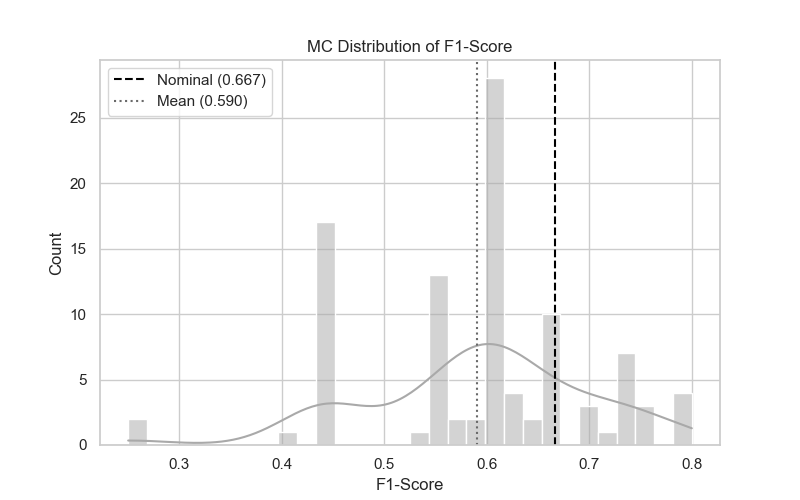 MC Distribution of F1-Score
Nominal (0.667)
Mean (0.590)
25
20
15
10
5
0
Count
0.3 0.4 0.5 0.6 0.7 0.8
F1-Score